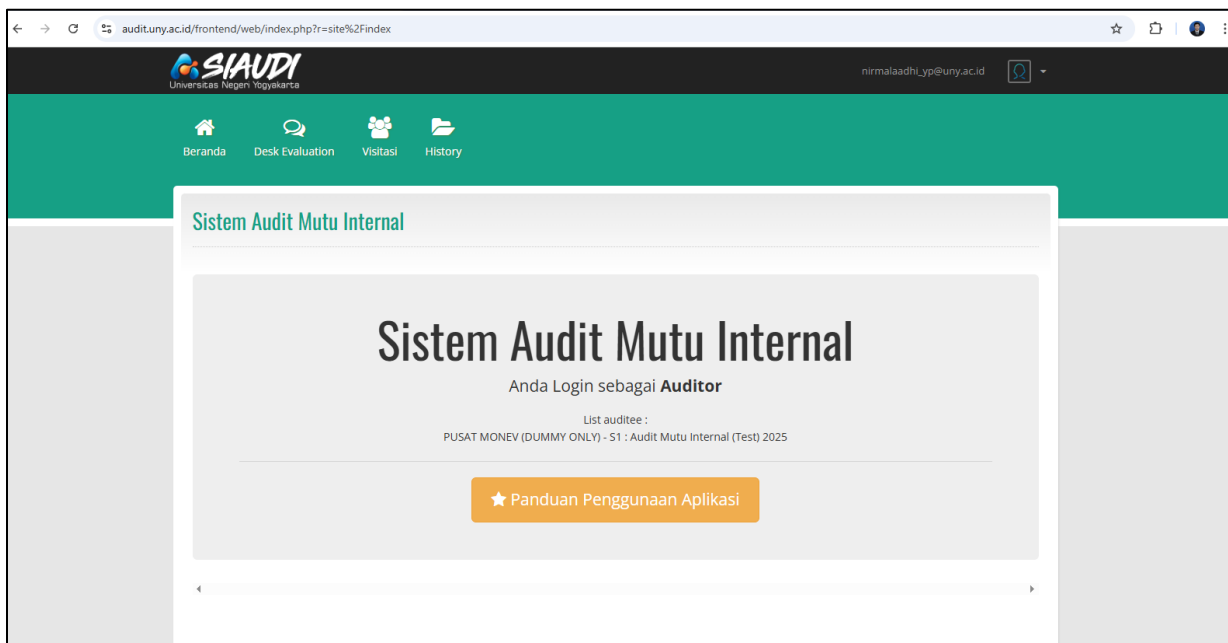 audit.uny.ac.id/frontend/web/index.php?r=site%2Findex
SIAUDI
Universitas Negeri Yogyakarta
nirmalaadhi_yp@uny.ac.id
Beranda Desk Evaluation Visitasi History
Sistem Audit Mutu Internal
Sistem Audit Mutu Internal
Anda Login sebagai Auditor
List auditee :
PUSAT MONEV (DUMMY ONLY) - S1 : Audit Mutu Internal (Test) 2025
Panduan Penggunaan Aplikasi